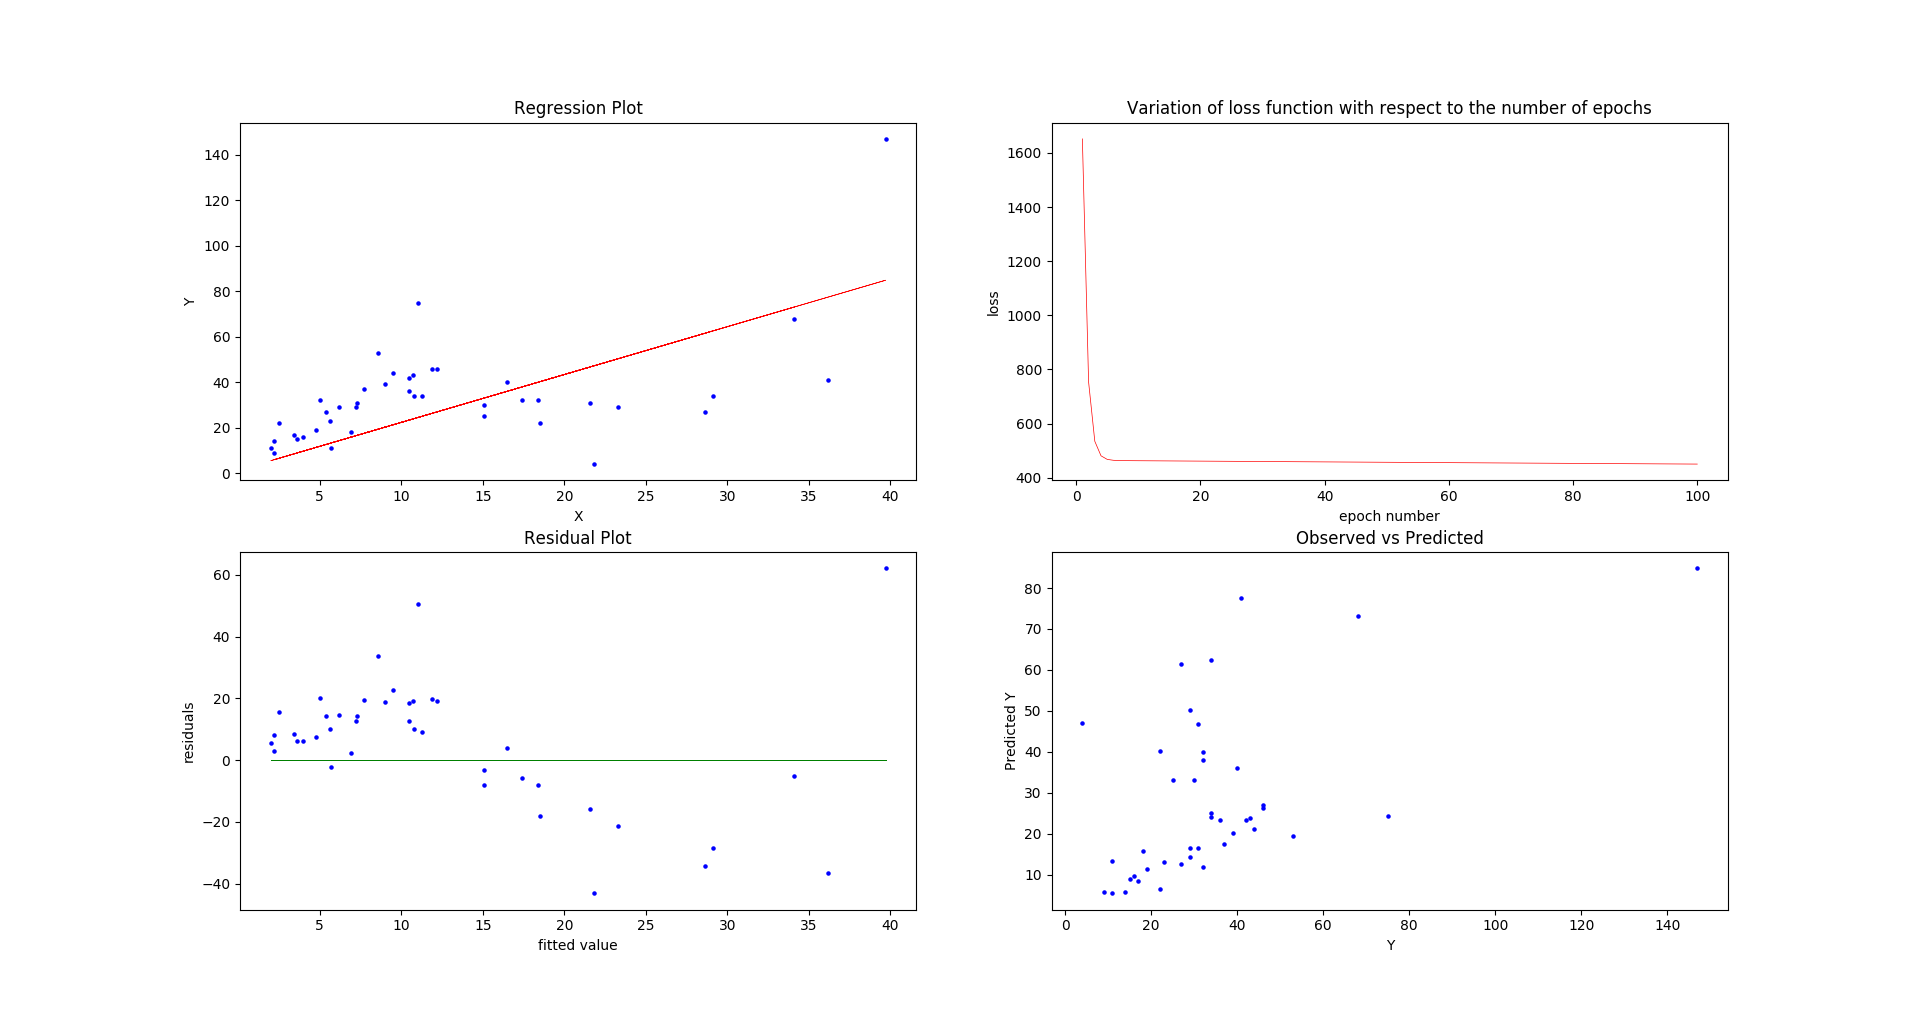 Regression Plot
140
120
100
80
60
40
20
0
Y
5 10 15 20 25 30 35 40
X
Variation of loss function with respect to the number of epochs
1600
1400
1200
1000
800
600
400
loss
0 20 40 60 80 100
epoch number
Residual Plot
60
40
20
0
−20
−40
residuals
5 10 15 20 25 30 35 40
fitted value
Observed vs Predicted
80
70
60
50
40
30
20
10
Predicted Y
0 20 40 60 80 100 120 140
Y